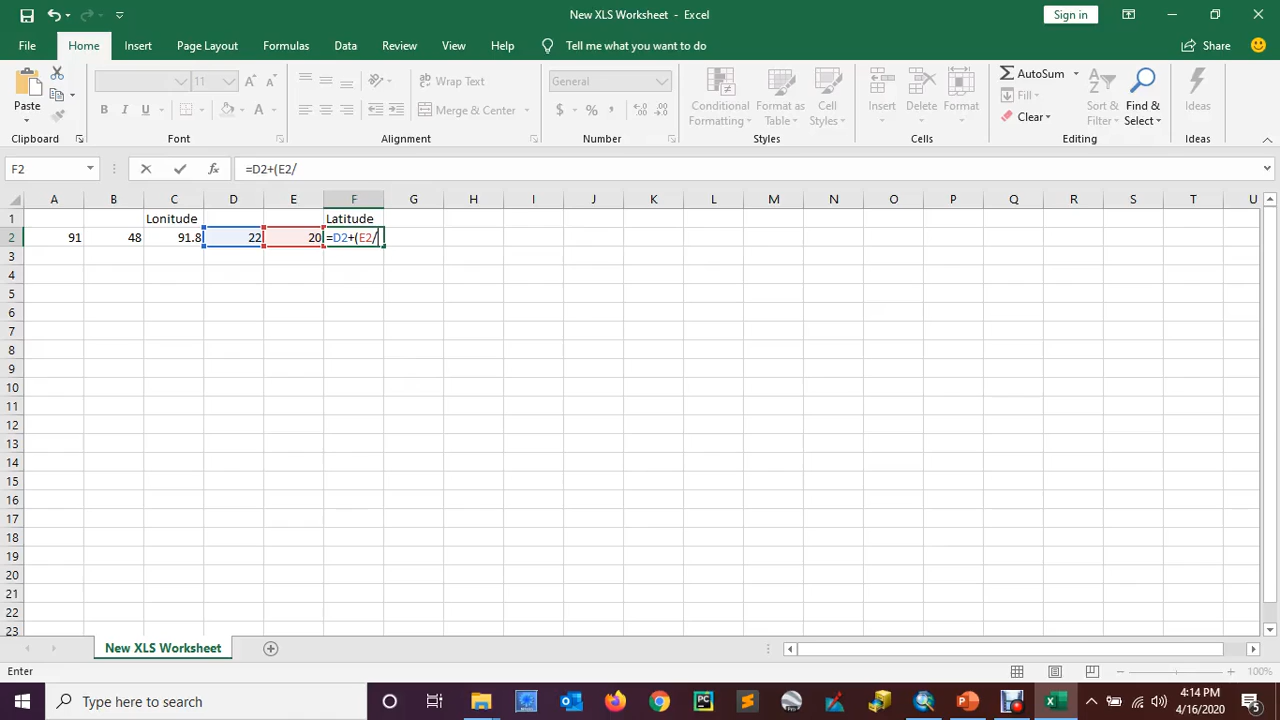 New XLS Worksheet - Excel
Sign in
File Home Insert Page Layout Formulas Data Review View Help Tell me what you want to do Share
Paste
11
Wrap Text
General
Conditional Formatting
Format as Table
Cell Styles
Insert
Delete
Format
AutoSum
Sort & Filter
Find & Select
Ideas
B I U
A
Merge & Center
$ % ,
Fill
Clear
Clipboard Font Alignment Number Styles Cells Editing Ideas
F2 fx =D2+(E2/
A B C D E F G H I J K L M N O P Q R S T U
1 Lonitude Latitude
2 91 48 91.8 22 20 =D2+(E2/
3
4
5
6
7
8
9
10
11
12
13
14
15
16
17
18
19
20
21
22
23
New XLS Worksheet
Enter 100%
Type here to search
4:14 PM
4/16/2020
5